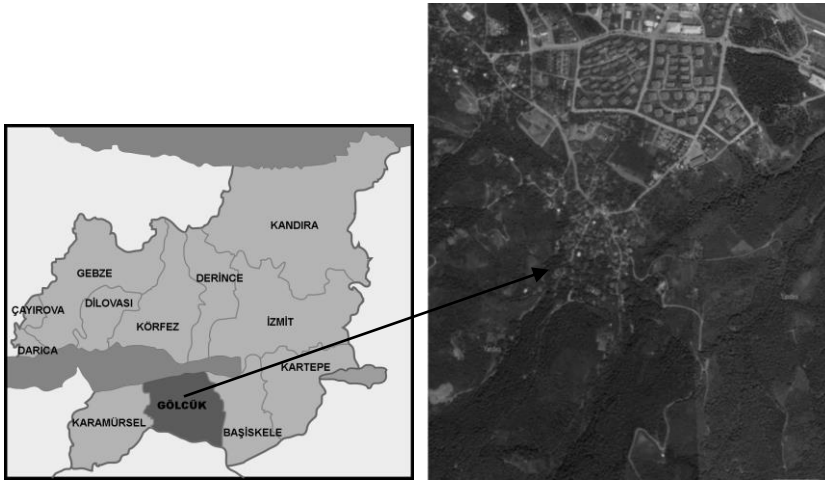 KANDIRA
GEBZE
DERİNCE
ÇAYIROVA
DİLOVASI
KÖRFEZ
İZMİT
DARICA
KARTEPE
GÖLCÜK
KARAMÜRSEL
BAŞİSKELE